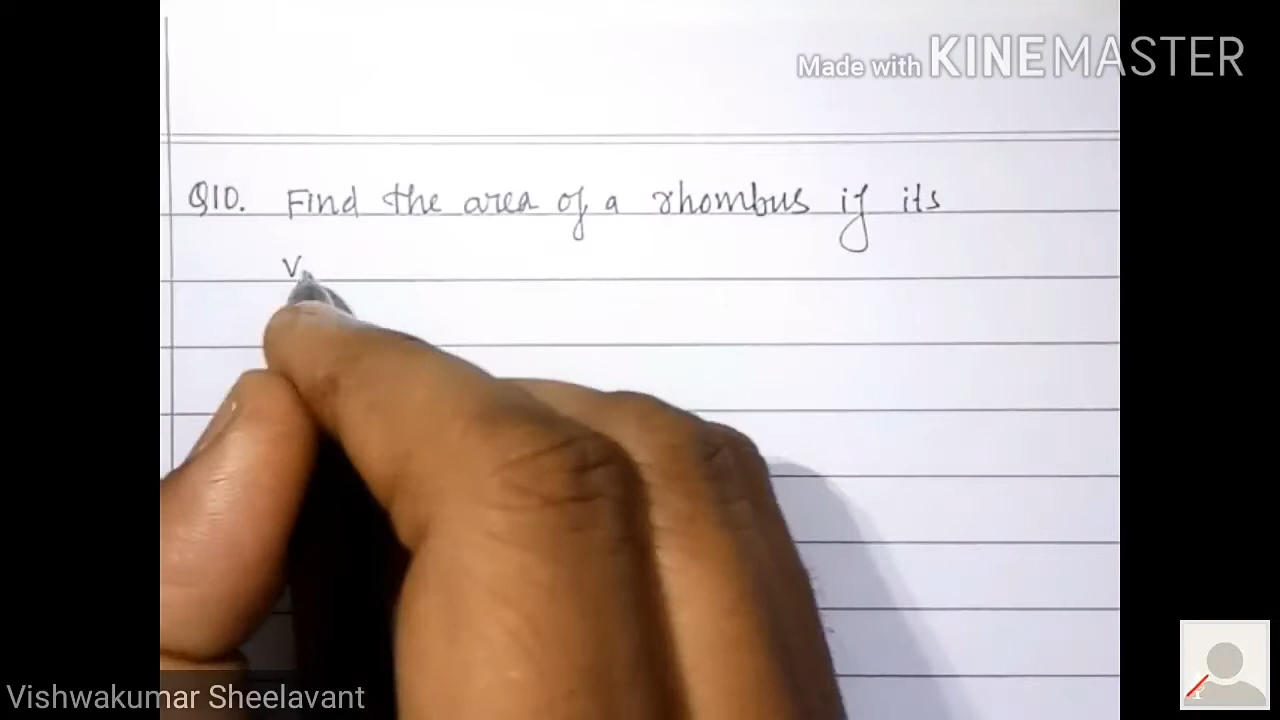 Made with KINEMASTER
Q10. Find the area of a rhombus if its
v
Vishwakumar Sheelavant